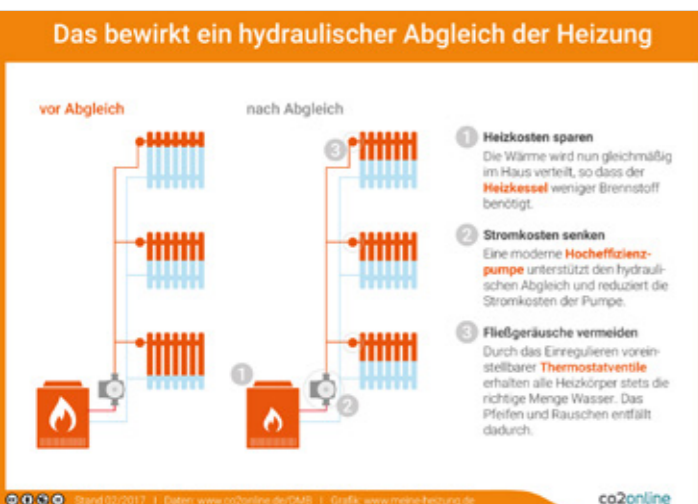 Das bewirkt ein hydraulischer Abgleich der Heizung
vor Abgleich
nach Abgleich
3
1
2
1 Heizkosten sparen
Die Wärme wird nun gleichmäßig
im Haus verteilt, so dass der
Heizkessel weniger Brennstoff
benötigt.
2 Stromkosten senken
Eine moderne Hocheffizienz-
pumpe unterstützt den hydrauli-
schen Abgleich und reduziert die
Stromkosten der Pumpe.
3 Fließgeräusche vermeiden
Durch das Einregulieren vorein-
stellbarer Thermostatventile
erhalten alle Heizkörper stets die
richtige Menge Wasser. Das
Pfeifen und Rauschen entfällt
dadurch.
Stand 02/2017 | Daten: www.co2online.de/DMB | Grafik: www.meine-heizung.de
co2online